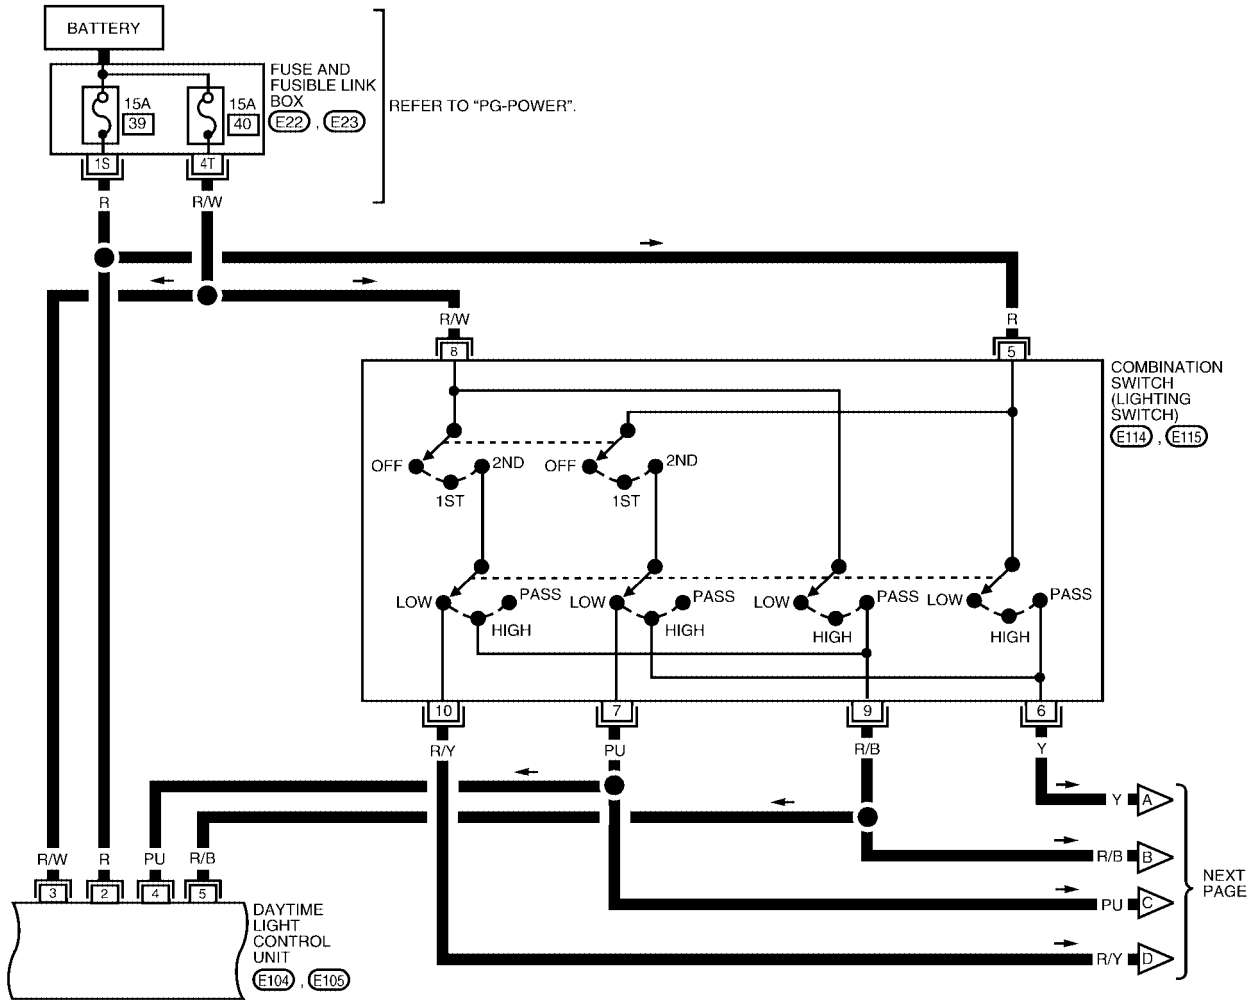 BATTERY
FUSE AND
FUSIBLE LINK
BOX
E22 , E23
15A
39
15A
40
REFER TO “PG-POWER”.
1S
4T
R
R/W
R/W
R
8
5
COMBINATION
SWITCH
(LIGHTING
SWITCH)
E114 , E115
OFF
1ST
2ND
OFF
1ST
2ND
LOW
HIGH
PASS
LOW
HIGH
PASS
LOW
HIGH
PASS
LOW
HIGH
PASS
10
7
9
6
R/Y
PU
R/B
Y
Y
A
R/B
B
PU
C
R/Y
D
NEXT
PAGE
R/W
R
PU
R/B
3
2
4
5
DAYTIME
LIGHT
CONTROL
UNIT
E104 , E105